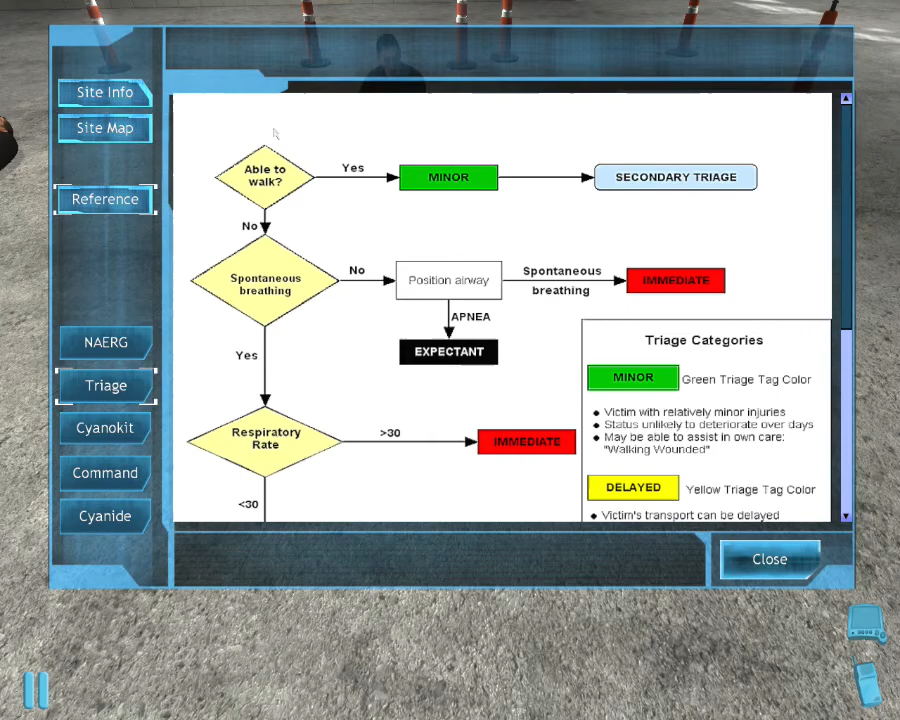 Site Info
Site Map
Reference
NAERG
Triage
Cyanokit
Command
Cyanide
Able to
walk?
Yes
MINOR
SECONDARY TRIAGE
No
Spontaneous
breathing
No
Position airway
Spontaneous
breathing
IMMEDIATE
APNEA
EXPECTANT
Yes
Respiratory
Rate
>30
IMMEDIATE
<30
Triage Categories
MINOR Green Triage Tag Color
● Victim with relatively minor injuries
● Status unlikely to deteriorate over days
● May be able to assist in own care:
"Walking Wounded"
DELAYED Yellow Triage Tag Color
● Victim's transport can be delayed
Close